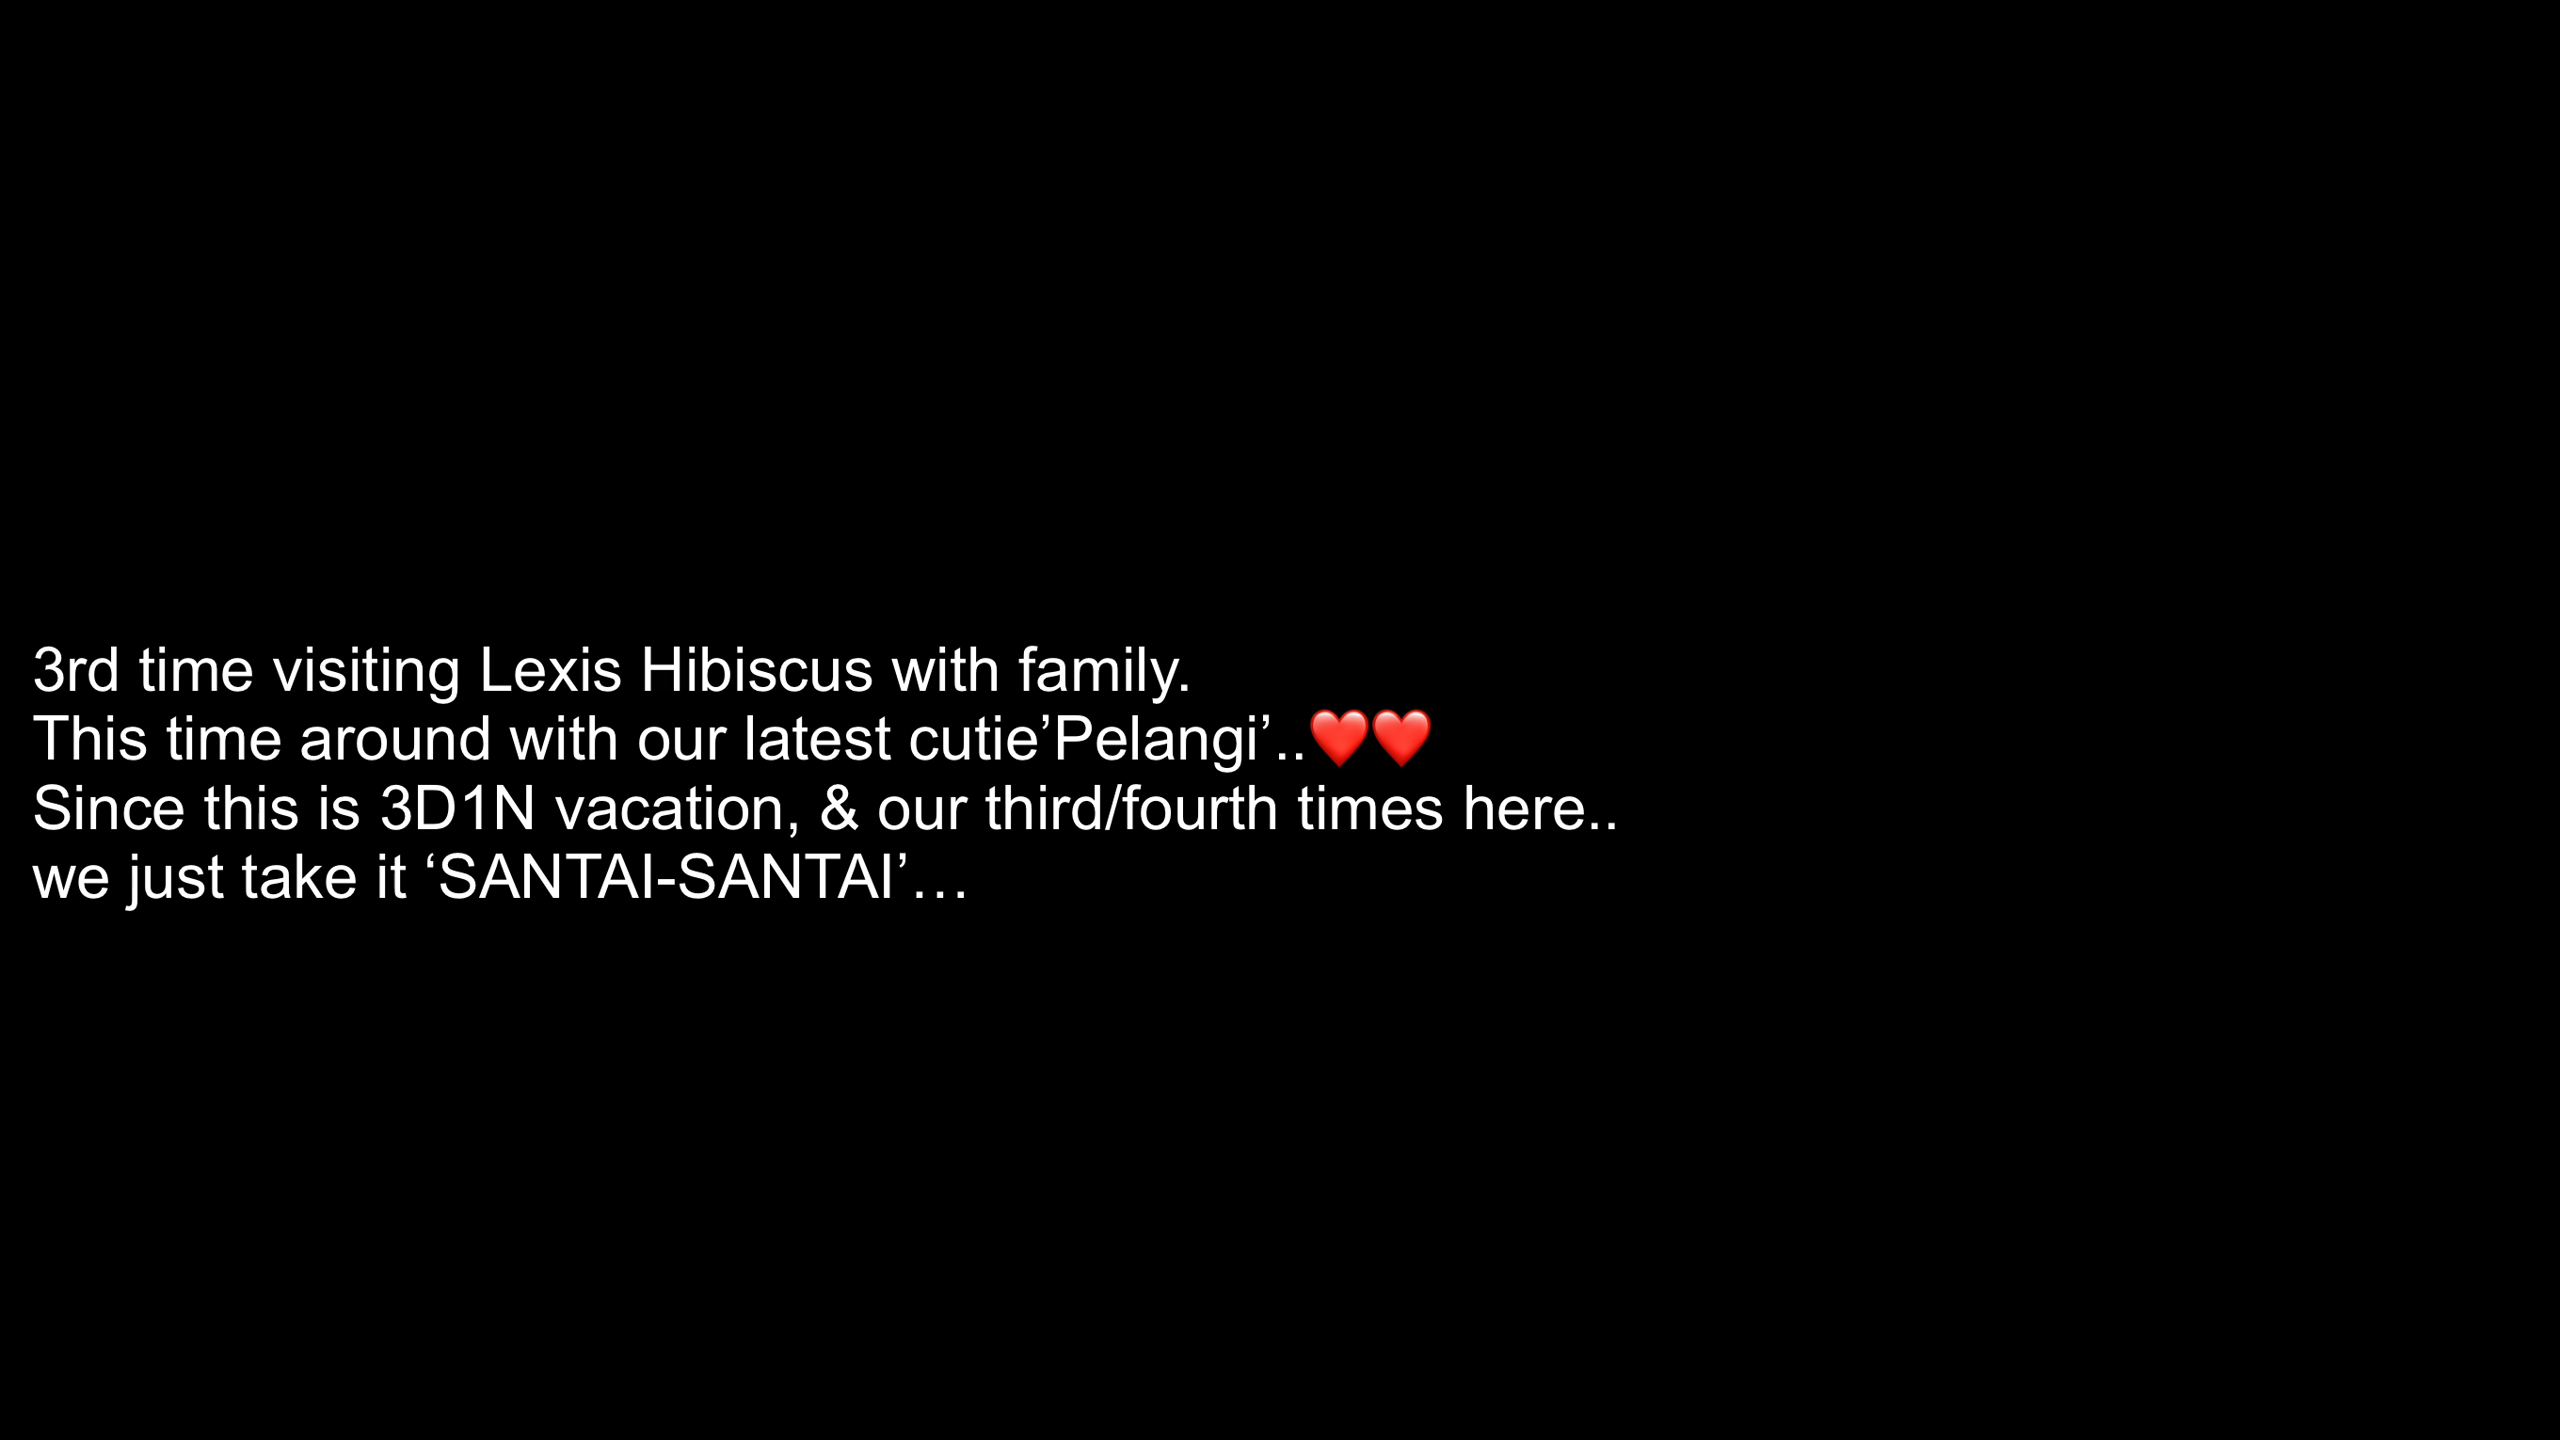 3rd time visiting Lexis Hibiscus with family.
This time around with our latest cutie’Pelangi’..❤️❤️
Since this is 3D1N vacation, & our third/fourth times here..
we just take it ‘SANTAI-SANTAI’…